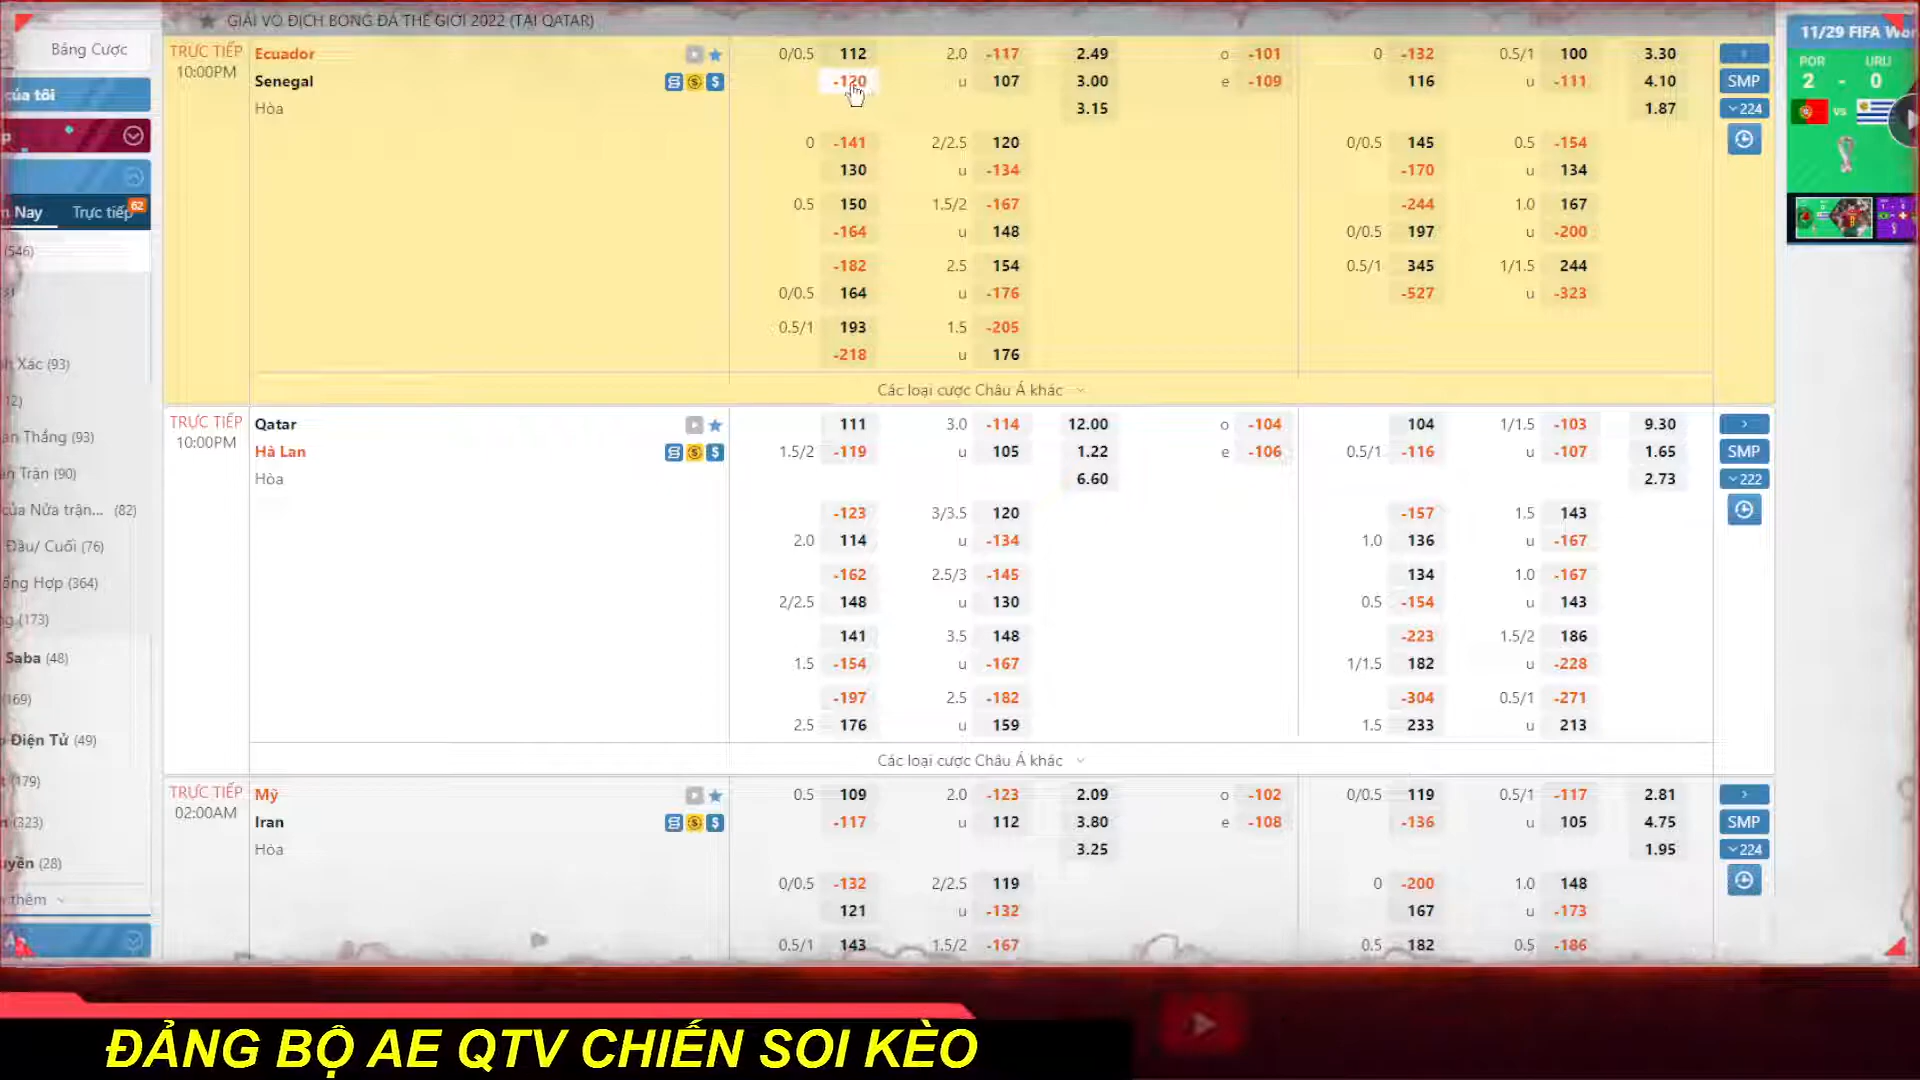 GIẢI VÔ ĐỊCH BÓNG ĐÁ THẾ GIỚI 2022 (TẠI QATAR)
11/29 FIFA Wor
Bảng Cược
của tôi
Nay
Trực tiếp 62
(546)
Xác (93)
Thắng (93)
Trận (90)
của Nửa trận... (82)
Đầu/ Cuối (76)
Hợp (364)
(173)
Saba (48)
(169)
Điện Tử (49)
(179)
(323)
(28)
thêm
POR URU
2 - 0
VS
TRỰC TIẾP Ecuador 0/0.5 112 2.0 -117 2.49 o -101 0 -132 0.5/1 100 3.30
10:00PM Senegal -120 u 107 3.00 e -109 116 u -111 4.10 SMP
Hòa 3.15 1.87 224
0 -141 2/2.5 120 0/0.5 145 0.5 -154
130 u -134 -170 u 134
0.5 150 1.5/2 -167 -244 1.0 167
-164 u 148 0/0.5 197 u -200
-182 2.5 154 0.5/1 345 1/1.5 244
0/0.5 164 u -176 -527 u -323
0.5/1 193 1.5 -205
-218 u 176
Các loại cược Châu Á khác
TRỰC TIẾP Qatar 111 3.0 -114 12.00 o -104 104 1/1.5 -103 9.30
10:00PM Hà Lan 1.5/2 -119 u 105 1.22 e -106 0.5/1 -116 u -107 1.65 SMP
Hòa 6.60 2.73 222
-123 3/3.5 120 -157 1.5 143
2.0 114 u -134 1.0 136 u -167
-162 2.5/3 -145 134 1.0 -167
2/2.5 148 u 130 0.5 -154 u 143
141 3.5 148 -223 1.5/2 186
1.5 -154 u -167 1/1.5 182 u -228
-197 2.5 -182 -304 0.5/1 -271
2.5 176 u 159 1.5 233 u 213
Các loại cược Châu Á khác
TRỰC TIẾP Mỹ 0.5 109 2.0 -123 2.09 o -102 0/0.5 119 0.5/1 -117 2.81
02:00AM Iran -117 u 112 3.80 e -108 -136 u 105 4.75 SMP
Hòa 3.25 1.95 224
0/0.5 -132 2/2.5 119 0 -200 1.0 148
121 u -132 167 u -173
0.5/1 143 1.5/2 -167 0.5 182 0.5 -186
ĐẢNG BỘ AE QTV CHIẾN SOI KÈO